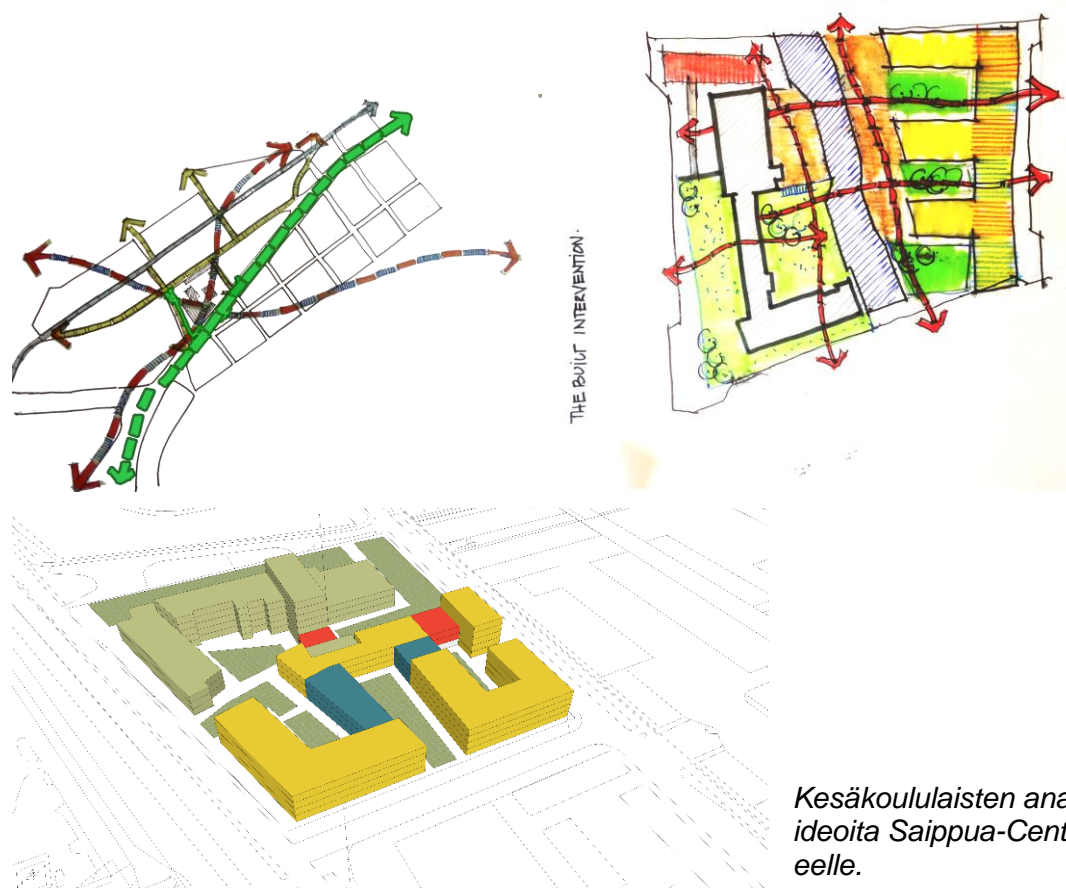 THE BUILT INTERVENTION.
Kesäkoululaisten ana
ideoita Saippua-Cent
eelle.